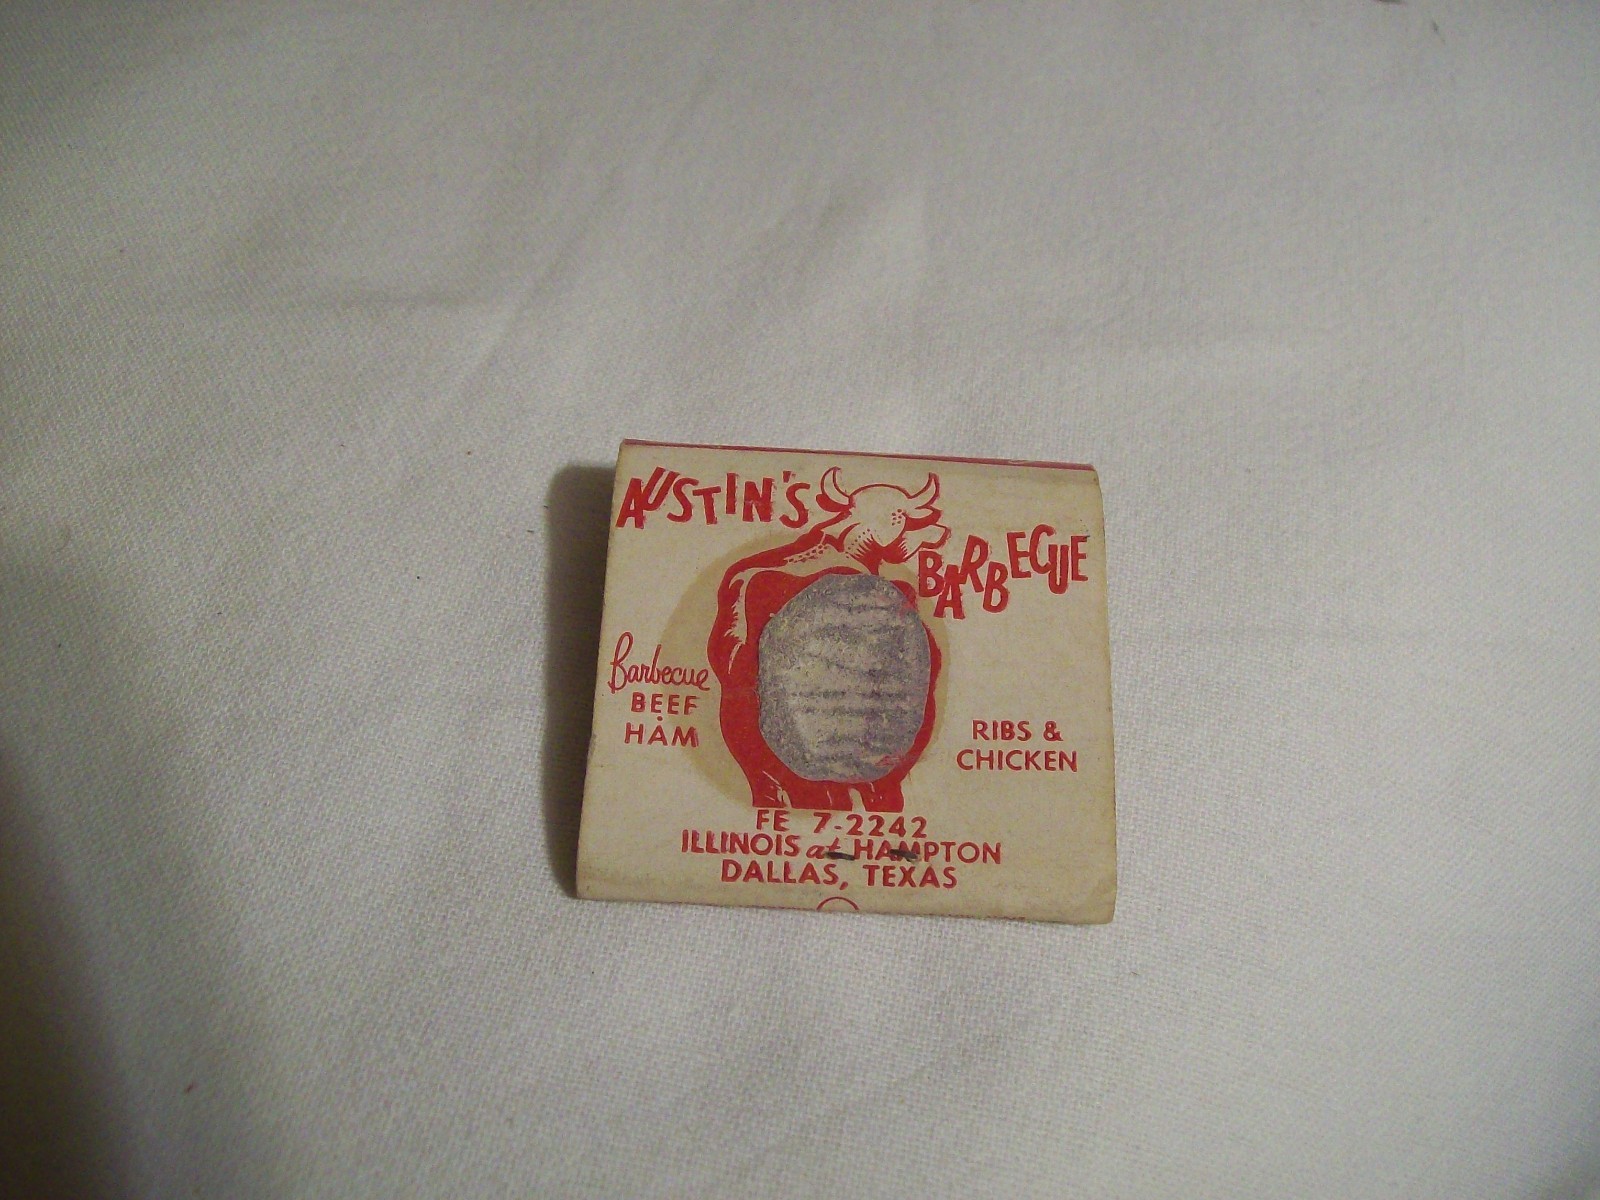 AUSTIN'S
BARBECUE
Barbecue
BEEF
HAM
RIBS &
CHICKEN
FE 7-2242
ILLINOIS at HAMPTON
DALLAS, TEXAS